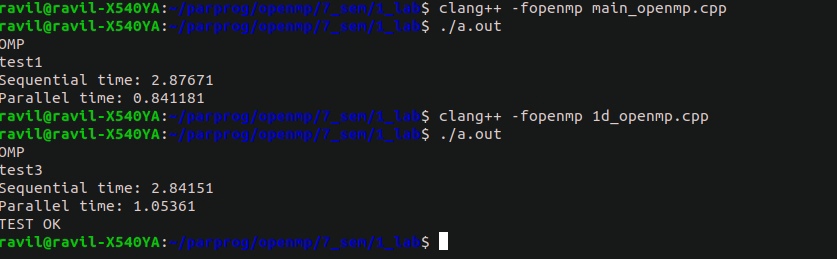 ravil@ravil-X540YA:~/parprog/openmp/7_sem/1_lab$ clang++ -fopenmp main_openmp.cpp
ravil@ravil-X540YA:~/parprog/openmp/7_sem/1_lab$ ./a.out
OMP
test1
Sequential time: 2.87671
Parallel time: 0.841181
ravil@ravil-X540YA:~/parprog/openmp/7_sem/1_lab$ clang++ -fopenmp 1d_openmp.cpp
ravil@ravil-X540YA:~/parprog/openmp/7_sem/1_lab$ ./a.out
OMP
test3
Sequential time: 2.84151
Parallel time: 1.05361
TEST OK
ravil@ravil-X540YA:~/parprog/openmp/7_sem/1_lab$